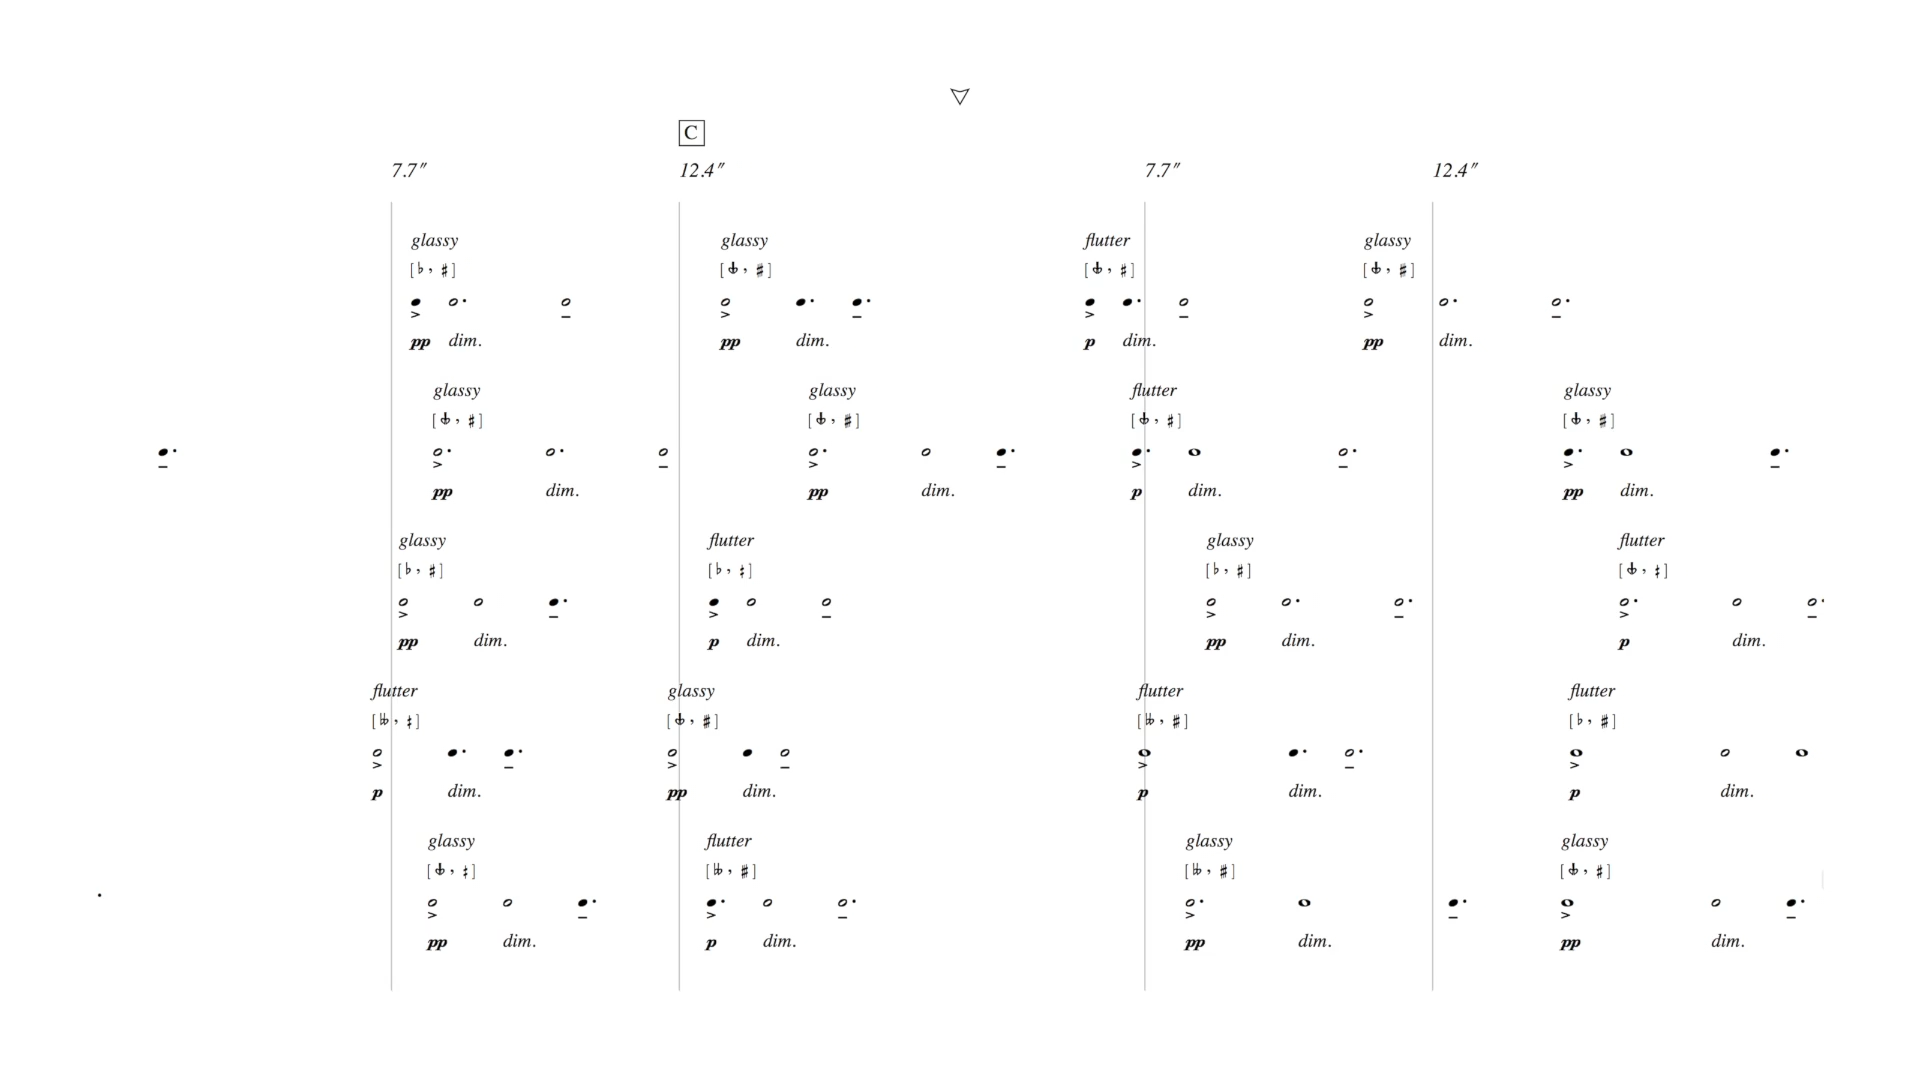 C
7.7″ 12.4″ 7.7″ 12.4″
glassy glassy flutter glassy
[♭, ♯] [, ♯] [, ♯] [, ♯]
pp dim. pp dim. p dim. pp dim.
glassy glassy flutter glassy
[, ♯] [, ♯] [, ♯] [, ♯]
pp dim. pp dim. p dim. pp dim.
glassy flutter glassy flutter
[♭, ♯] [♭, ] [♭, ♯] [, ]
pp dim. p dim. pp dim. p dim.
flutter glassy flutter flutter
[𝄫, ] [, ♯] [𝄫, ♯] [♭, ♯]
p dim. pp dim. p dim. p dim.
glassy flutter glassy glassy
[, ] [𝄫, ♯] [𝄫, ♯] [, ♯]
pp dim. p dim. pp dim. pp dim.